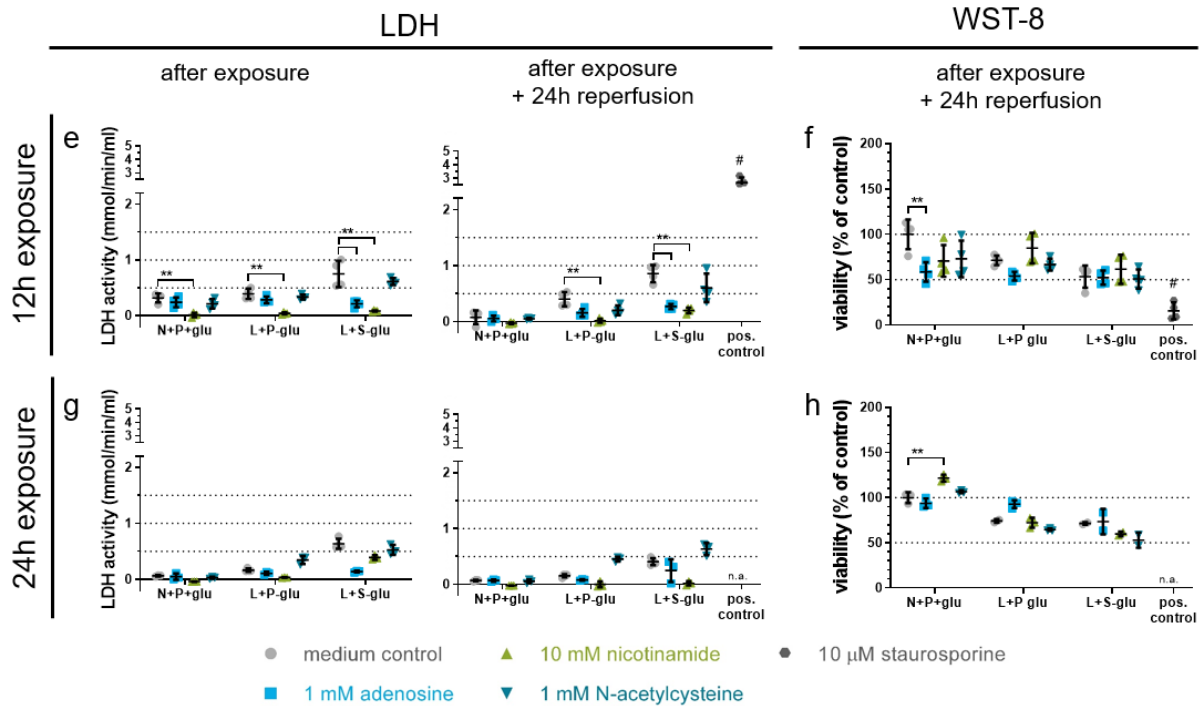 LDH
WST-8
after exposure
after exposure
+ 24h reperfusion
after exposure
+ 24h reperfusion
12h exposure
e
LDH activity (mmol/min/ml)
5
4
3
2
1
0
**
**
**
N+P+glu
L+P-glu
L+S-glu
5
4
3
2
1
0
**
**
#
N+P+glu
L+P-glu
L+S-glu
pos.
control
f
viability (% of control)
200
150
100
50
0
**
#
N+P+glu
L+P glu
L+S-glu
pos.
control
24h exposure
g
LDH activity (mmol/min/ml)
5
4
3
2
1
0
N+P+glu
L+P-glu
L+S-glu
5
4
3
2
1
0
n.a.
N+P+glu
L+P-glu
L+S-glu
pos.
control
h
viability (% of control)
200
150
100
50
0
**
n.a.
N+P+glu
L+P glu
L+S-glu
pos.
control
medium control
10 mM nicotinamide
10 µM staurosporine
1 mM adenosine
1 mM N-acetylcysteine